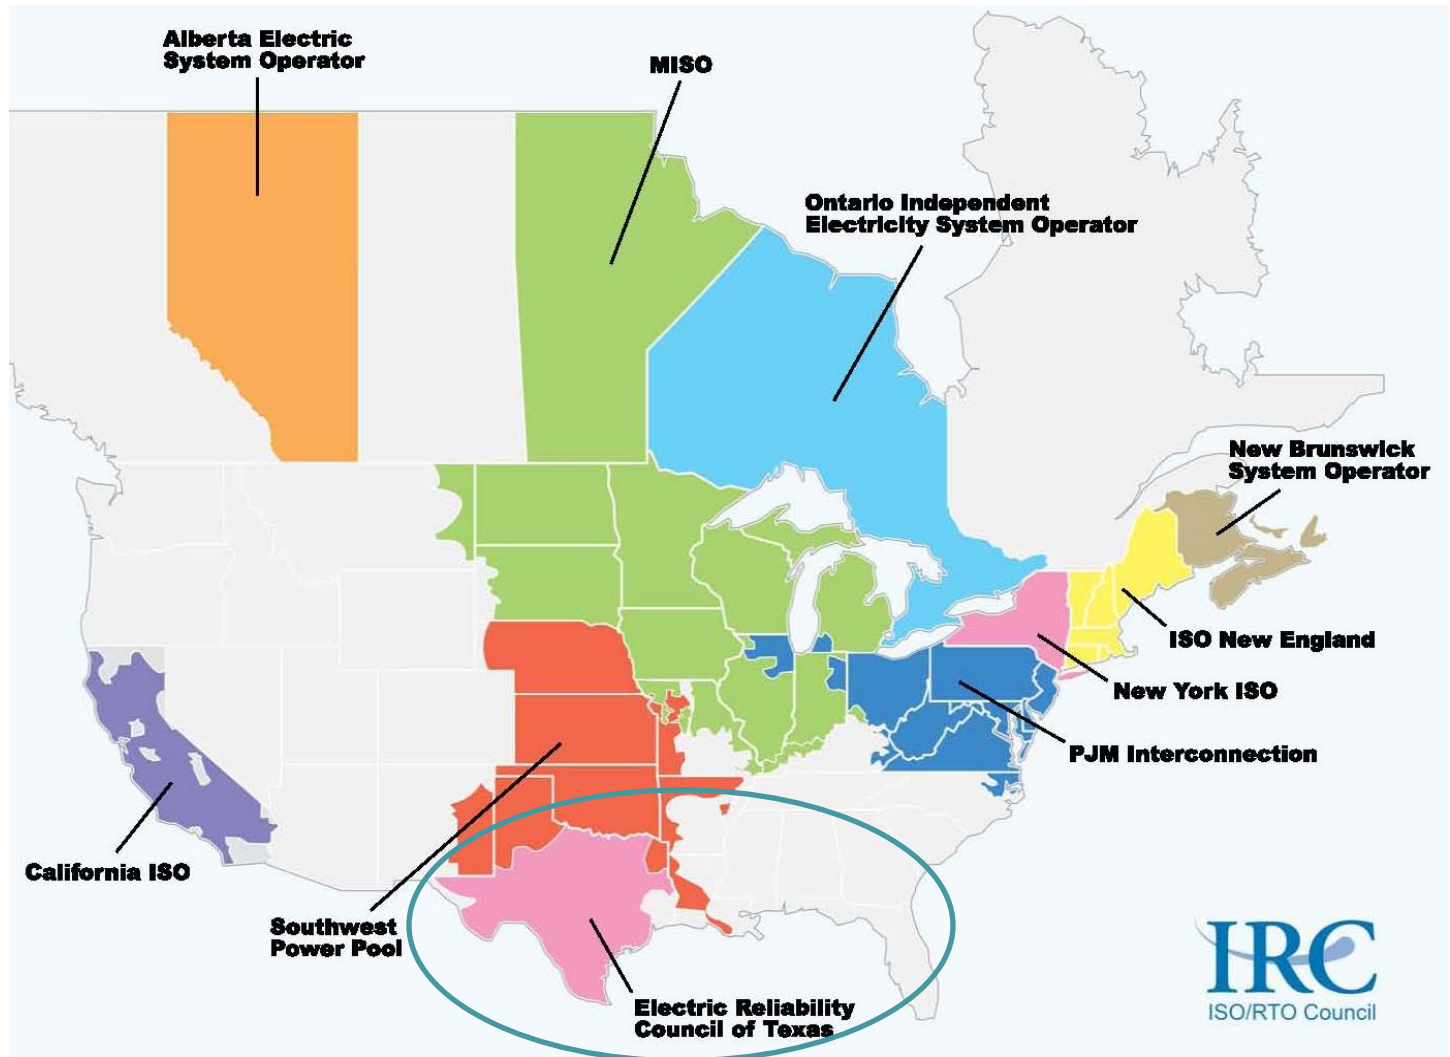 Alberta Electric
System Operator
MISO
Ontario Independent
Electricity System Operator
New Brunswick
System Operator
ISO New England
New York ISO
PJM Interconnection
California ISO
Southwest
Power Pool
Electric Reliability
Council of Texas
IRC
ISO/RTO Council